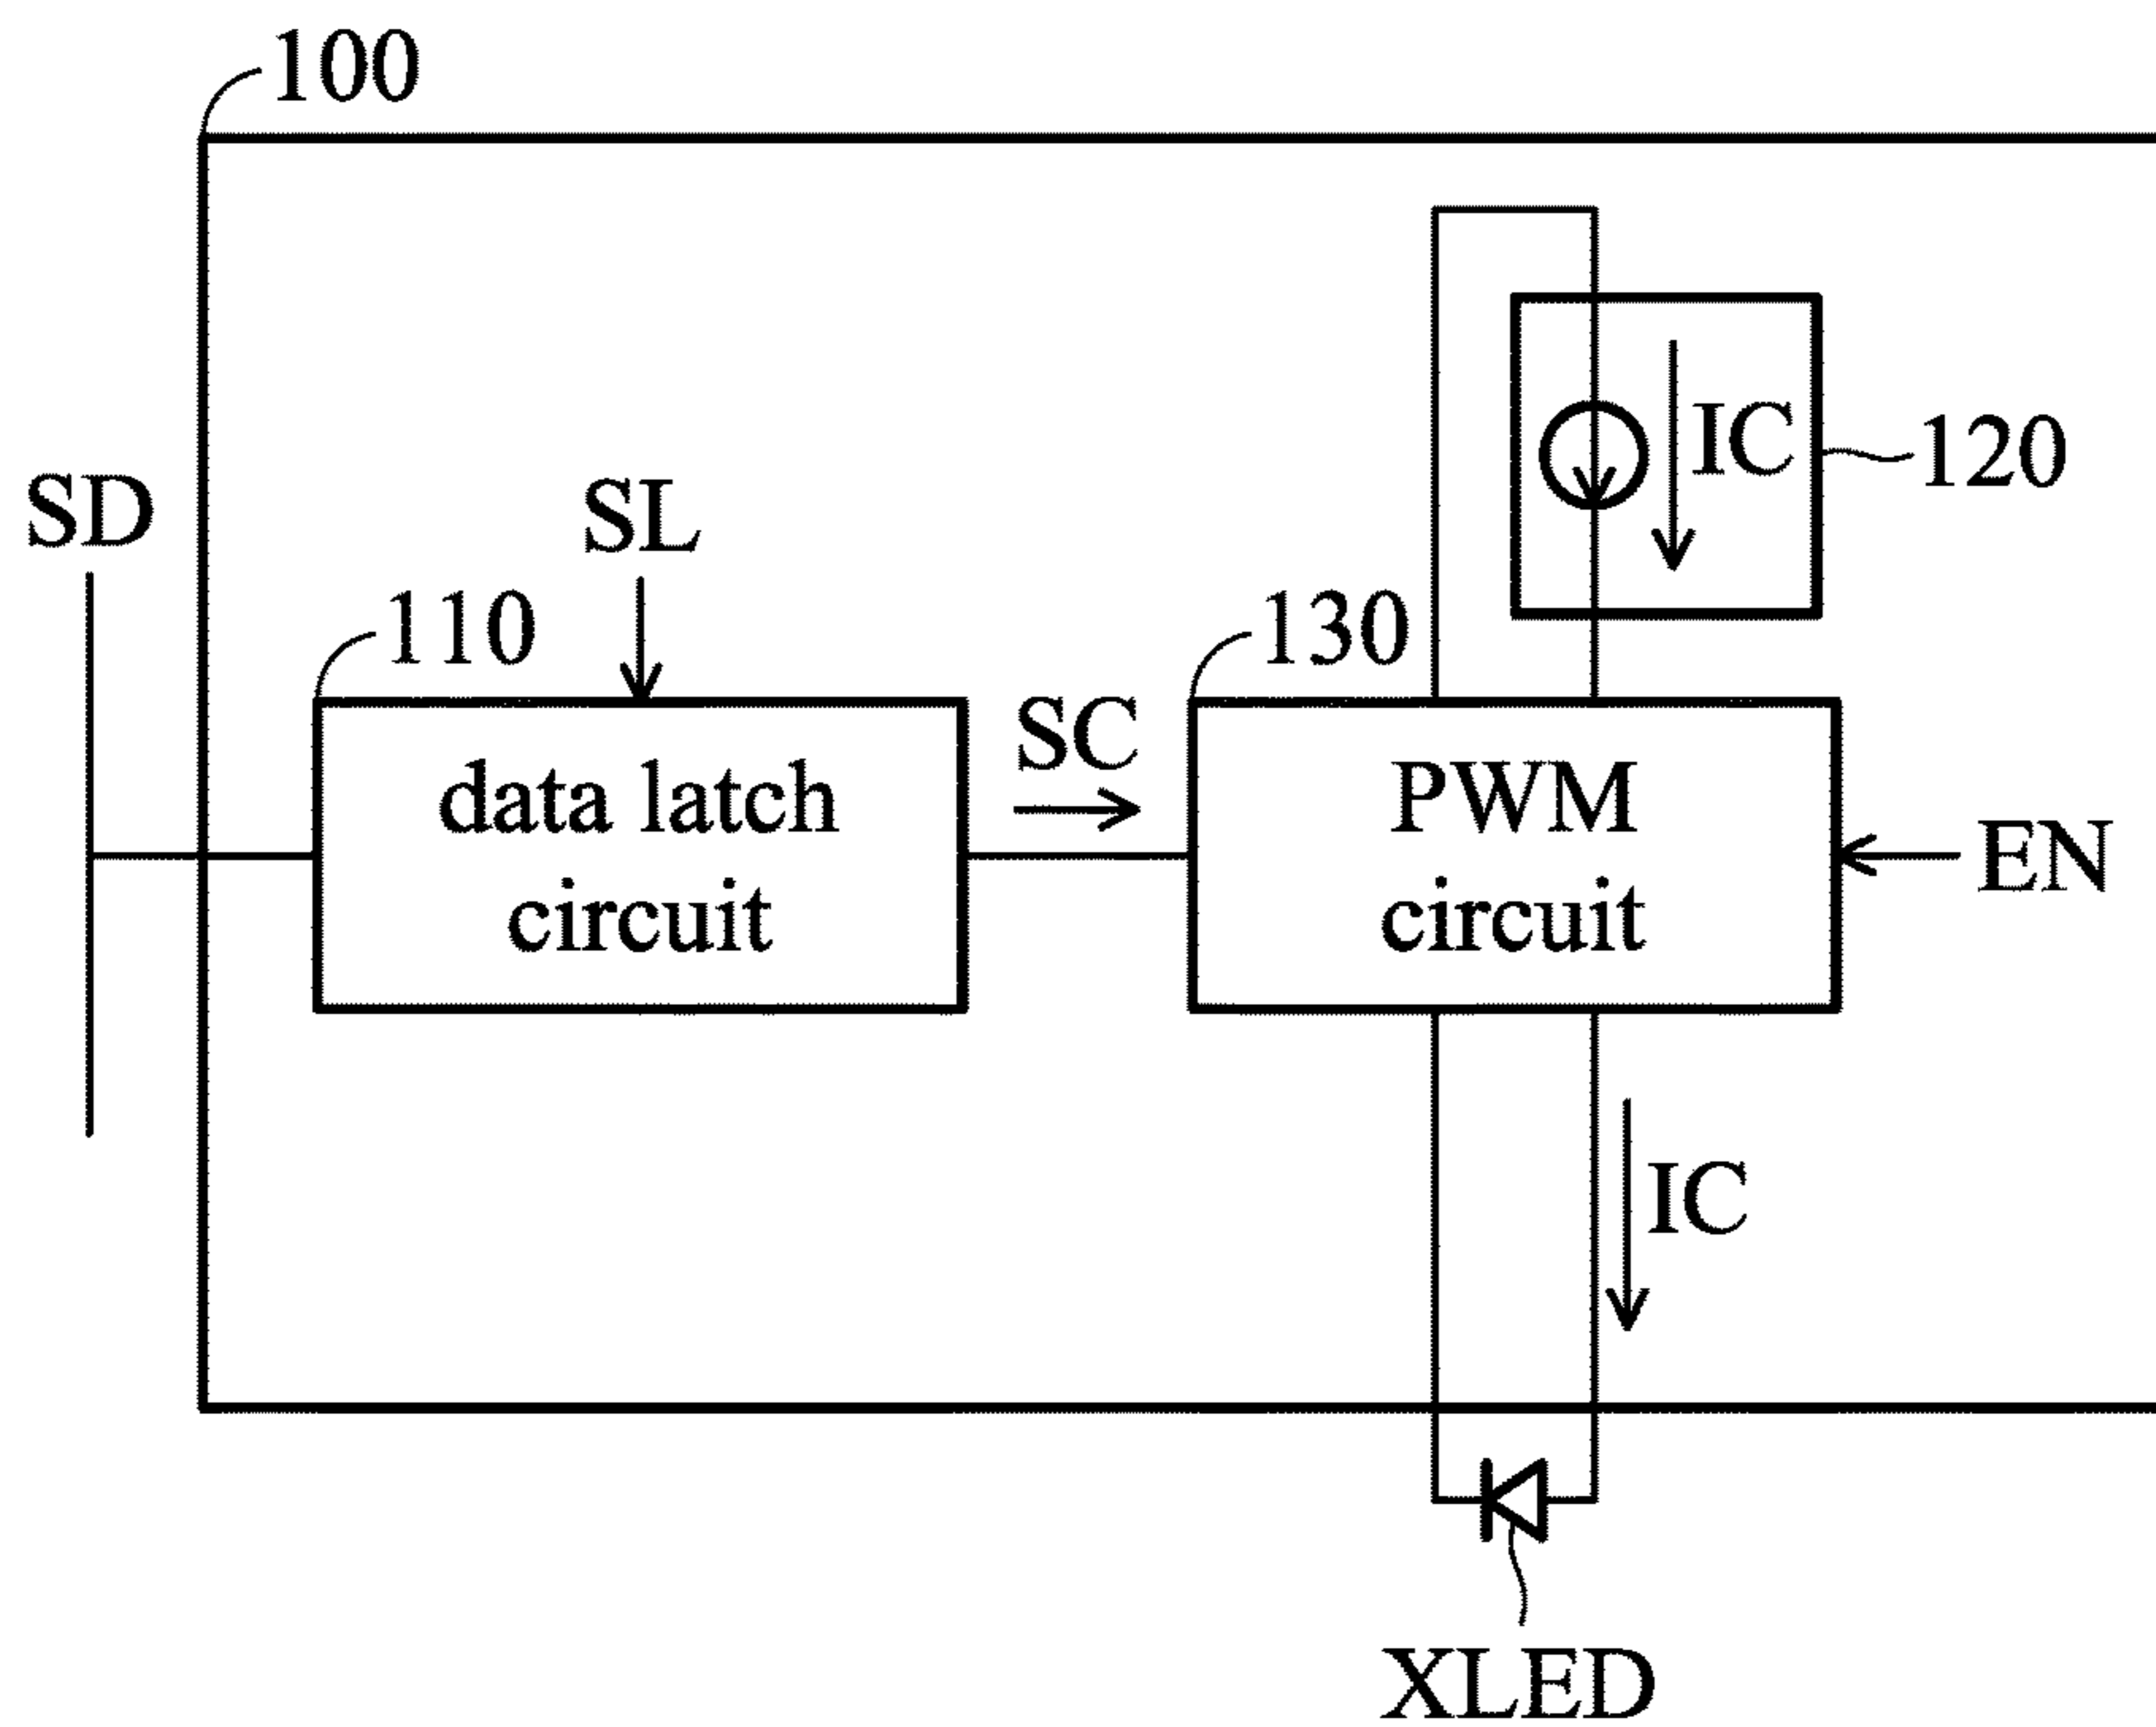 100
IC
120
SD
SL
110
130
SC
data latch
circuit
PWM
circuit
EN
IC
XLED